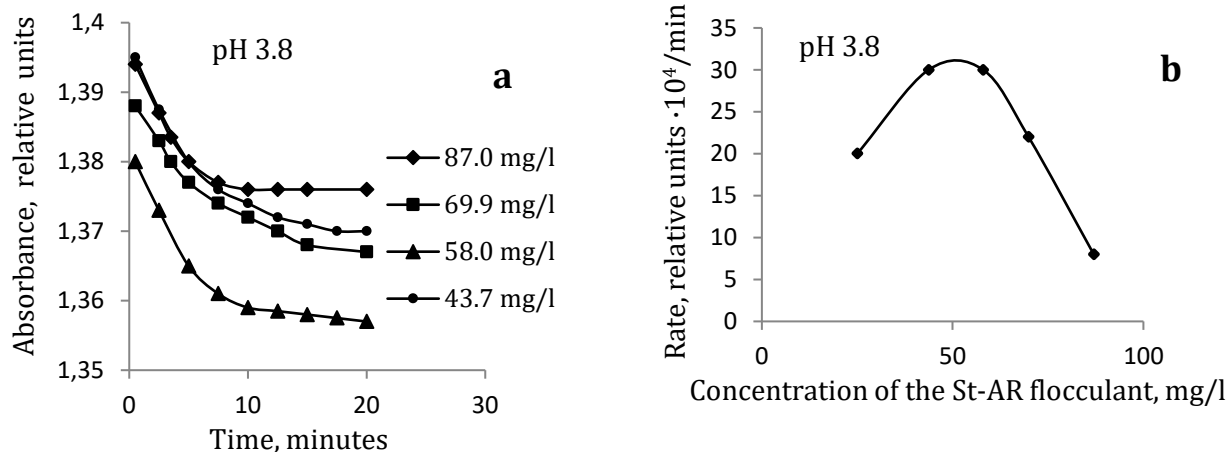 Absorbance, relative units
1,4
1,39
1,38
1,37
1,36
1,35
pH 3.8
a
87.0 mg/l
69.9 mg/l
58.0 mg/l
43.7 mg/l
0
10
20
30
Time, minutes
Rate, relative units ·10⁴/min
35
30
25
20
15
10
5
0
pH 3.8
b
0
50
100
Concentration of the St-AR flocculant, mg/l